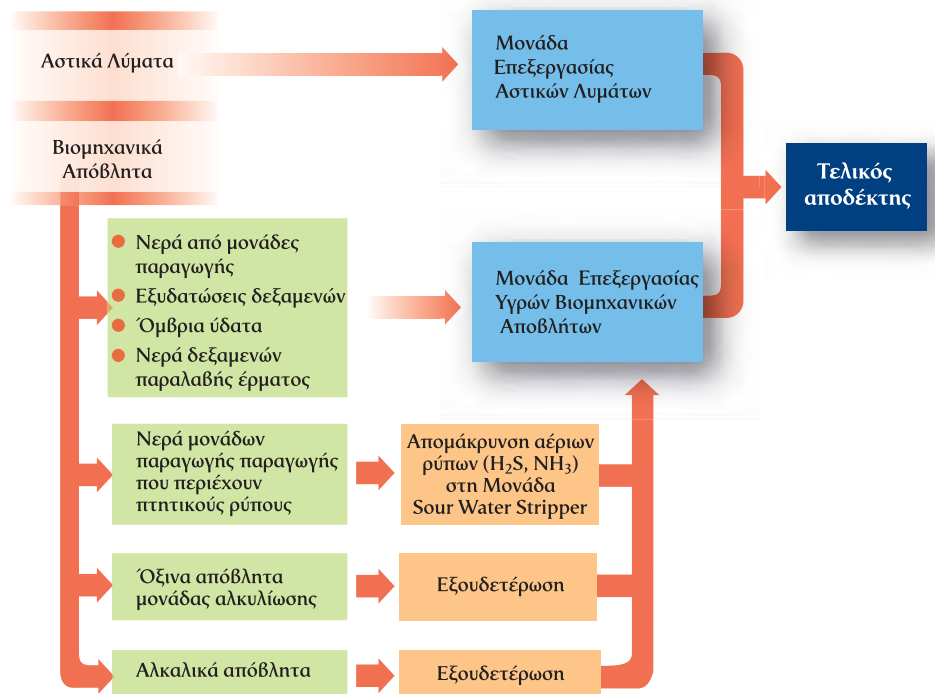 Αστικά Λύματα
Μονάδα
Επεξεργασίας
Αστικών Λυμάτων
Βιομηχανικά
Απόβλητα
Τελικός
αποδέκτης
Νερά από μονάδες
παραγωγής
Εξυδατώσεις δεξαμενών
Όμβρια ύδατα
Νερά δεξαμενών
παραλαβής έρματος
Μονάδα Επεξεργασίας
Υγρών Βιομηχανικών
Αποβλήτων
Νερά μονάδων
παραγωγής παραγωγής
που περιέχουν
πτητικούς ρύπους
Απομάκρυνση αέριων
ρύπων (H₂S, NH₃)
στη Μονάδα
Sour Water Stripper
Όξινα απόβλητα
μονάδας αλκυλίωσης
Εξουδετέρωση
Αλκαλικά απόβλητα
Εξουδετέρωση